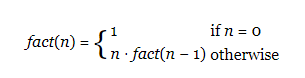 fact(n) = { 1 if n = 0
n · fact(n − 1) otherwise